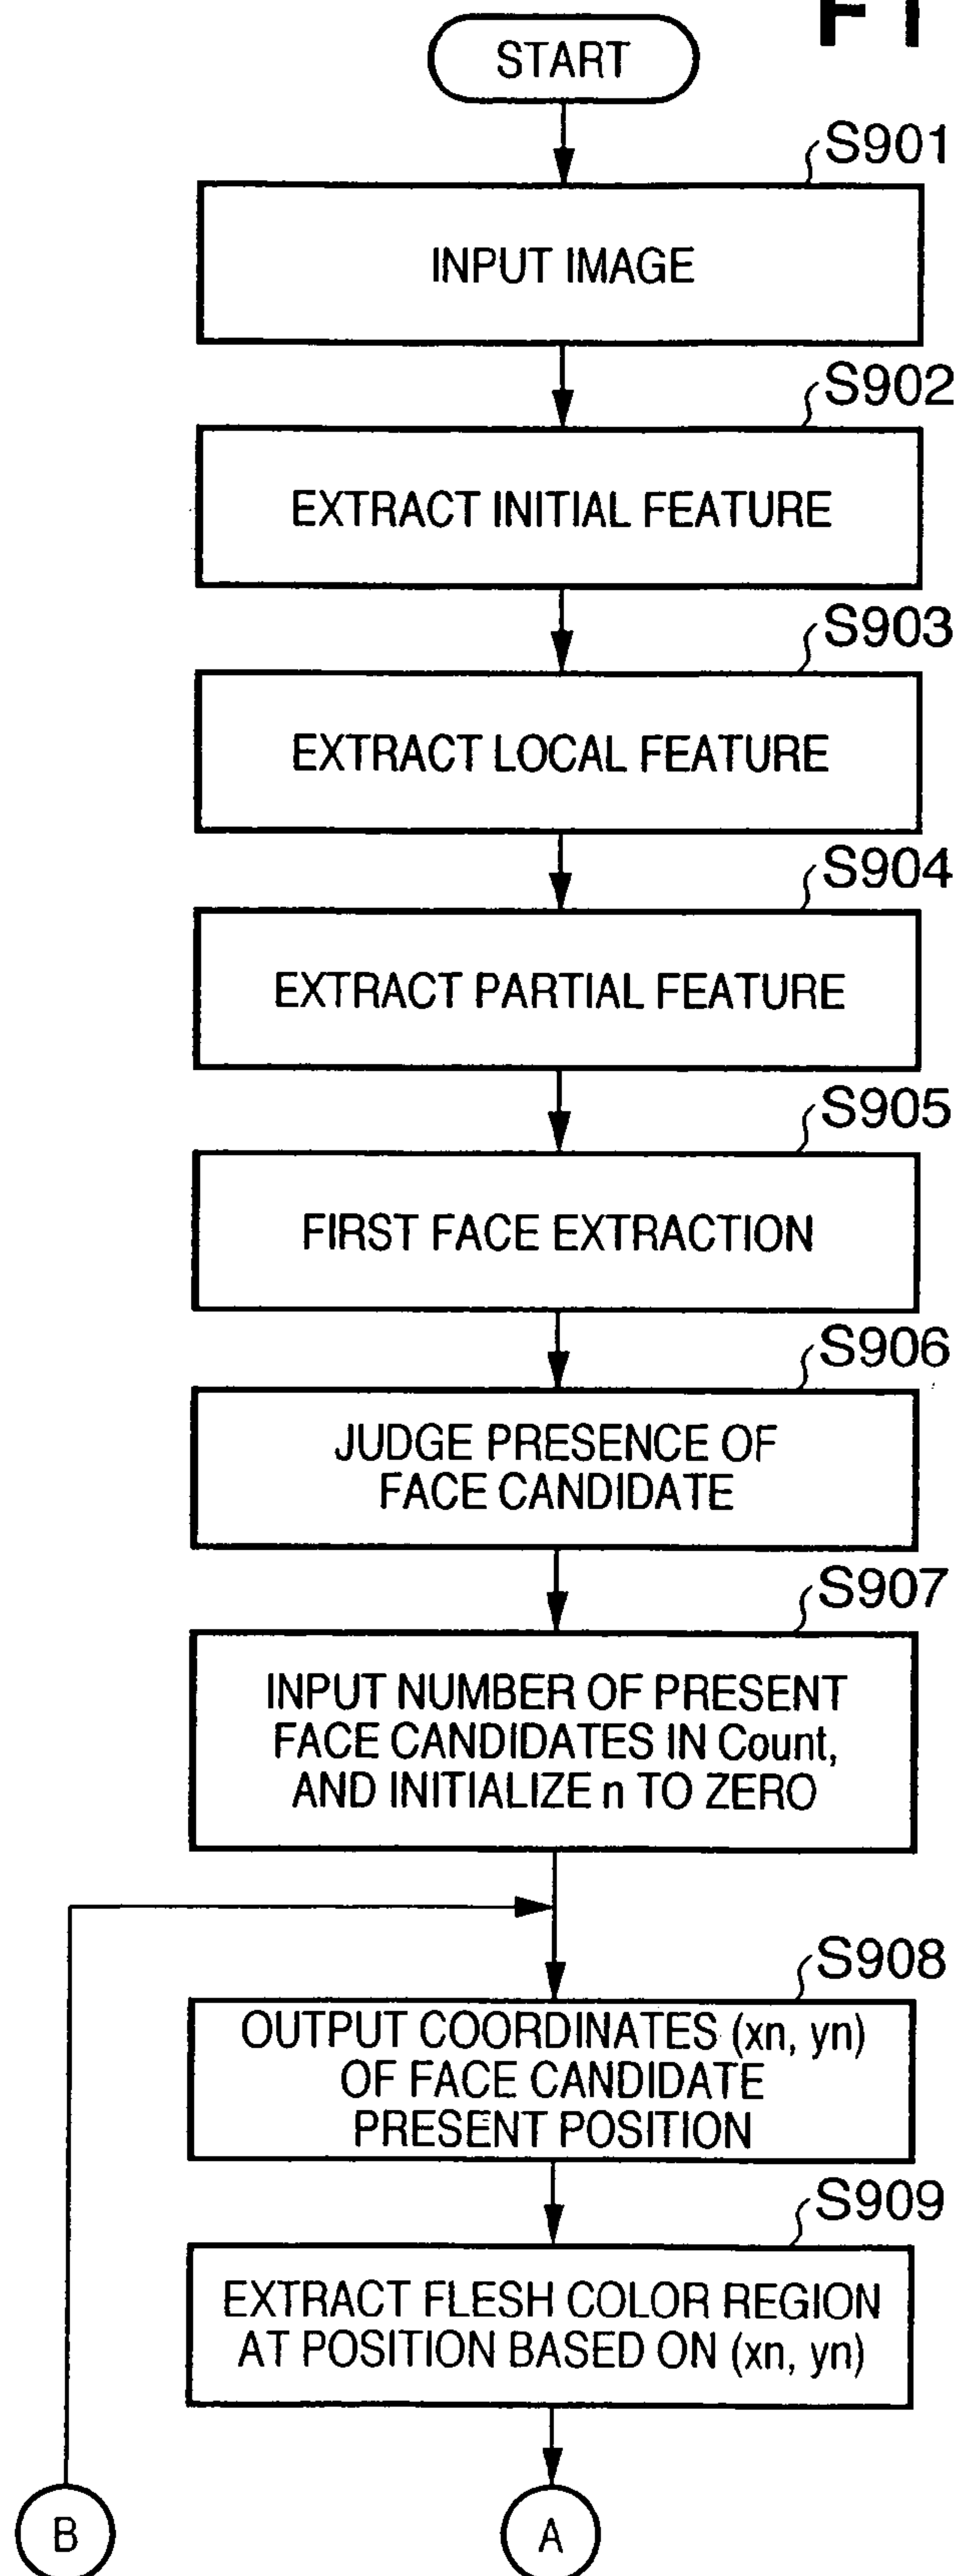 START
S901
INPUT IMAGE
S902
EXTRACT INITIAL FEATURE
S903
EXTRACT LOCAL FEATURE
S904
EXTRACT PARTIAL FEATURE
S905
FIRST FACE EXTRACTION
S906
JUDGE PRESENCE OF
FACE CANDIDATE
S907
INPUT NUMBER OF PRESENT
FACE CANDIDATES IN Count,
AND INITIALIZE n TO ZERO
S908
OUTPUT COORDINATES (xn, yn)
OF FACE CANDIDATE
PRESENT POSITION
S909
EXTRACT FLESH COLOR REGION
AT POSITION BASED ON (xn, yn)
B
A